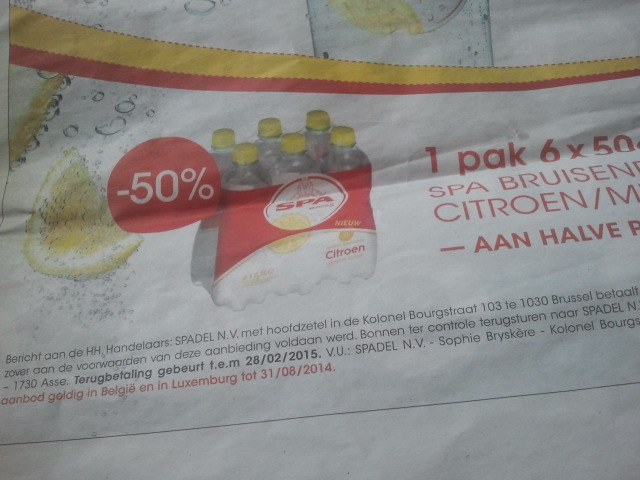 -50%
SPA
NIEUW
Citroen
1 pak 6 x
SPA
CITROEN/M
— AAN HALVE P
Bericht aan de HH. Handelaars: SPADEL N.V. met hoofdzetel in de Kolonel Bourgstraat 103 te 1030 Brussel betaalt
zover aan de voorwaarden van deze aanbieding voldaan werd. Bonnen ter controle terugsturen naar SPADEL N.
– 1730 Asse. Terugbetaling gebeurt t.e.m 28/02/2015. V.U.: SPADEL N.V. - Sophie Bryskère - Kolonel Bourgs
aanbod geldig in België en in Luxemburg tot 31/08/2014.